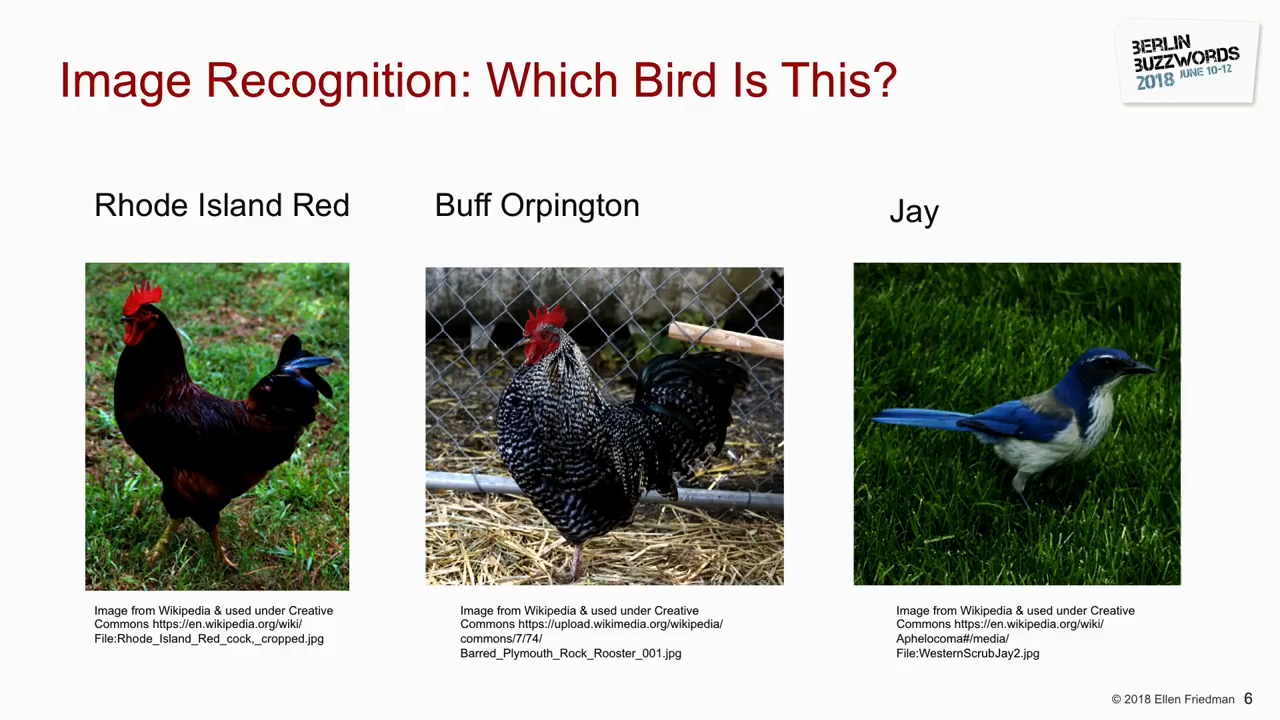 Image Recognition: Which Bird Is This?
BERLIN
BUZZWORDS
2018 JUNE 10-12
Rhode Island Red
Buff Orpington
Jay
Image from Wikipedia & used under Creative
Commons https://en.wikipedia.org/wiki/
File:Rhode_Island_Red_cock,_cropped.jpg
Image from Wikipedia & used under Creative
Commons https://upload.wikimedia.org/wikipedia/
commons/7/74/
Barred_Plymouth_Rock_Rooster_001.jpg
Image from Wikipedia & used under Creative
Commons https://en.wikipedia.org/wiki/
Aphelocoma#/media/
File:WesternScrubJay2.jpg
© 2018 Ellen Friedman 6